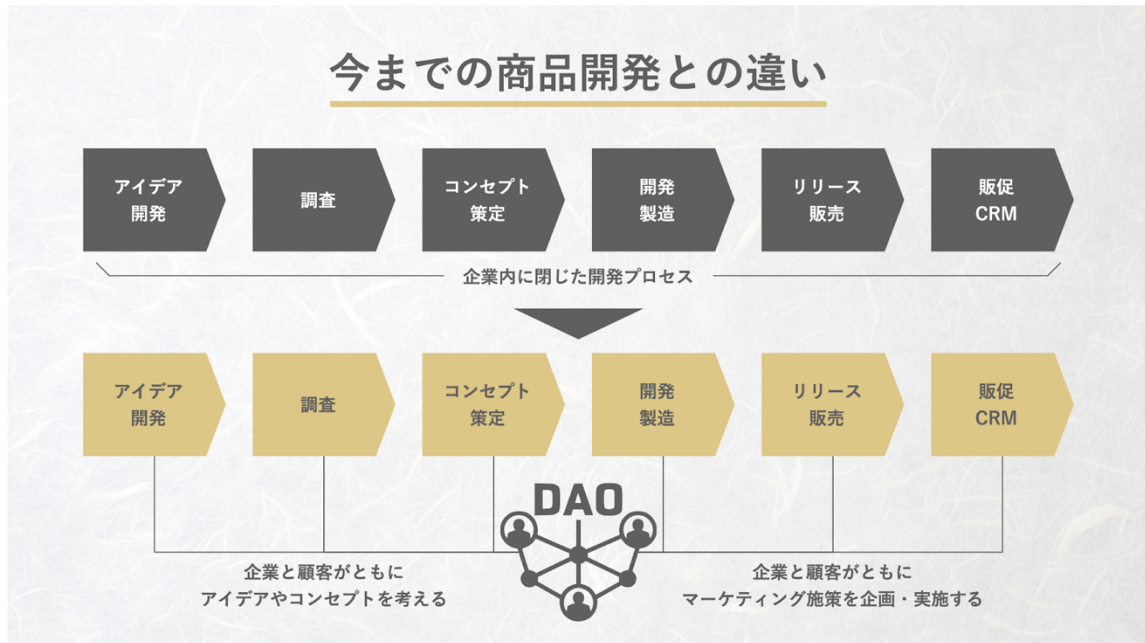 今までの商品開発との違い
アイデア
開発
調査
コンセプト
策定
開発
製造
リリース
販売
販促
CRM
企業内に閉じた開発プロセス
アイデア
開発
調査
コンセプト
策定
開発
製造
リリース
販売
販促
CRM
DAO
企業と顧客がともに
アイデアやコンセプトを考える
企業と顧客がともに
マーケティング施策を企画・実施する